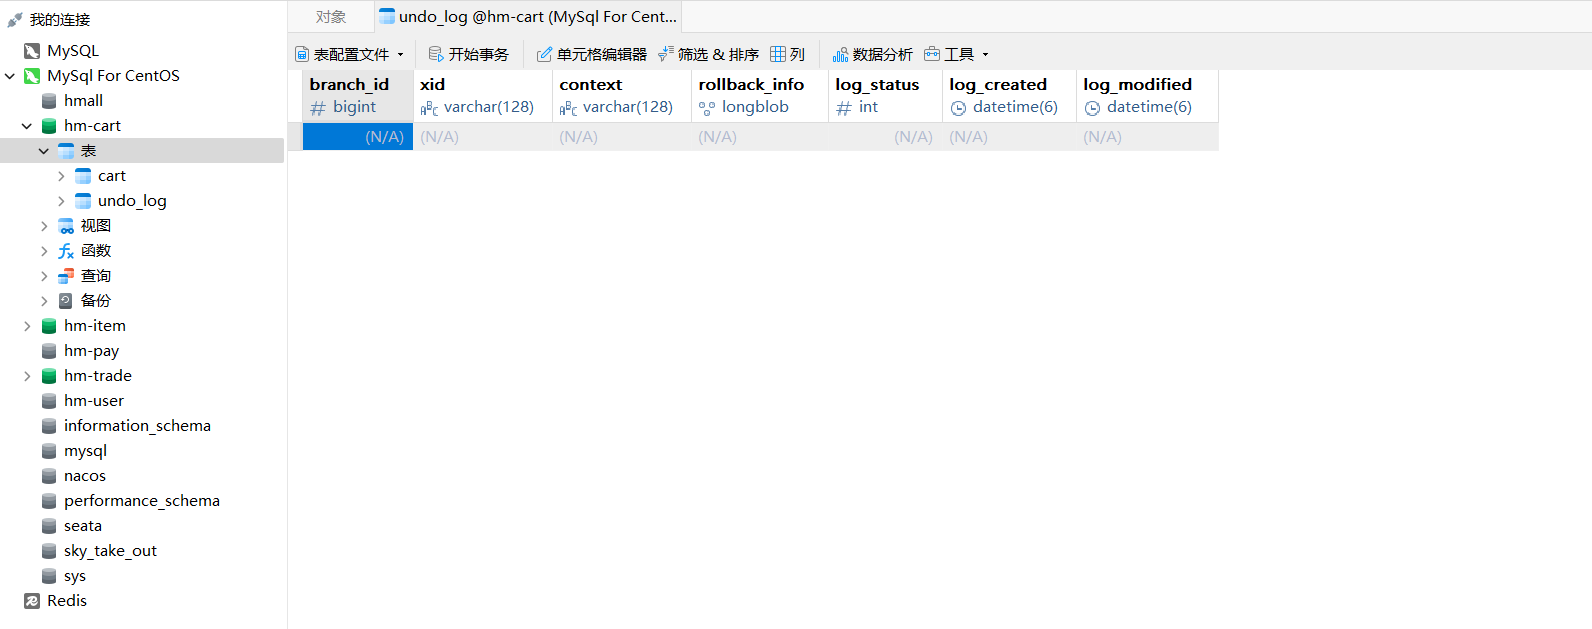 我的连接
MySQL
MySql For CentOS
hmall
hm-cart
表
cart
undo_log
视图
函数
查询
备份
hm-item
hm-pay
hm-trade
hm-user
information_schema
mysql
nacos
performance_schema
seata
sky_take_out
sys
Redis
对象 undo_log @hm-cart (MySql For Cent...
表配置文件 开始事务 单元格编辑器 筛选 & 排序 列 数据分析 工具
branch_id xid context rollback_info log_status log_created log_modified
# bigint varchar(128) varchar(128) longblob # int datetime(6) datetime(6)
(N/A) (N/A) (N/A) (N/A) (N/A) (N/A) (N/A)